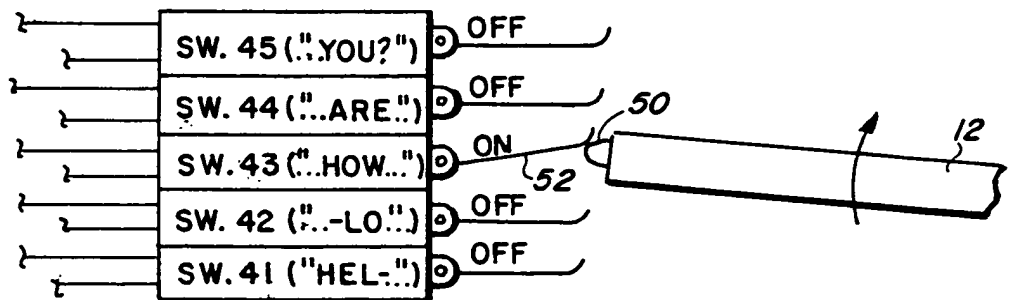 OFF
SW. 45 (."..YOU?")
OFF
SW. 44 ("..ARE..")
50
12
ON
SW. 43 ("..HOW...")
52
OFF
SW. 42 ("...-LO"..)
OFF
SW. 41 ("HEL-...")